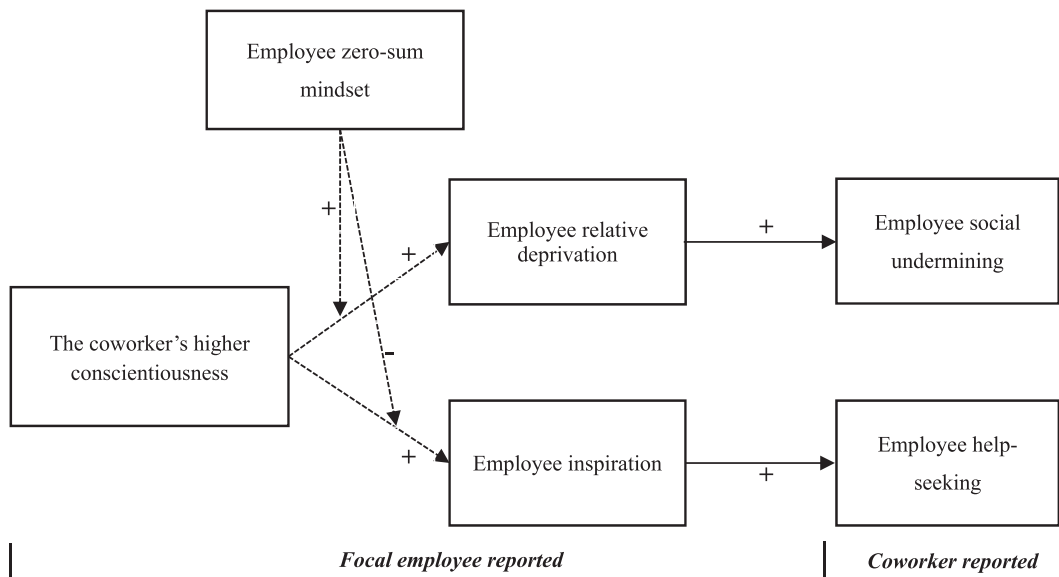 Employee zero-sum
mindset
+
+
Employee relative
deprivation
+
Employee social
undermining
The coworker’s higher
conscientiousness
-
+
Employee inspiration
+
Employee help-
seeking
Focal employee reported
Coworker reported